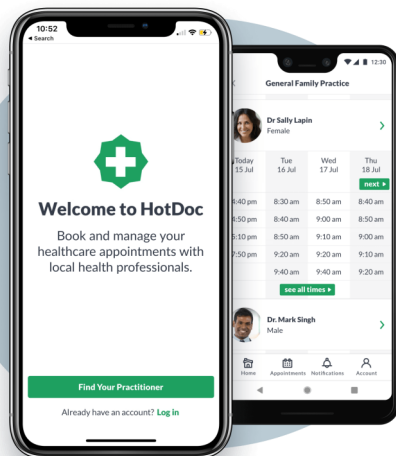 10:52
◀ Search
Welcome to HotDoc
Book and manage your
healthcare appointments with
local health professionals.
Find Your Practitioner
Already have an account? Log in
12:30
General Family Practice
Dr Sally Lapin
Female
Today Tue Wed Thu
15 Jul 16 Jul 17 Jul 18 Jul
next ▶
4:40 pm 8:30 am 8:50 am 8:40 am
4:50 pm 8:40 am 9:00 am 8:50 am
5:10 pm 8:50 am 9:10 am 9:00 am
7:50 pm 9:20 am 9:20 am 9:10 am
9:40 am 9:40 am 9:20 am
see all times ▶
Dr. Mark Singh
Male
Home Appointments Notifications Account